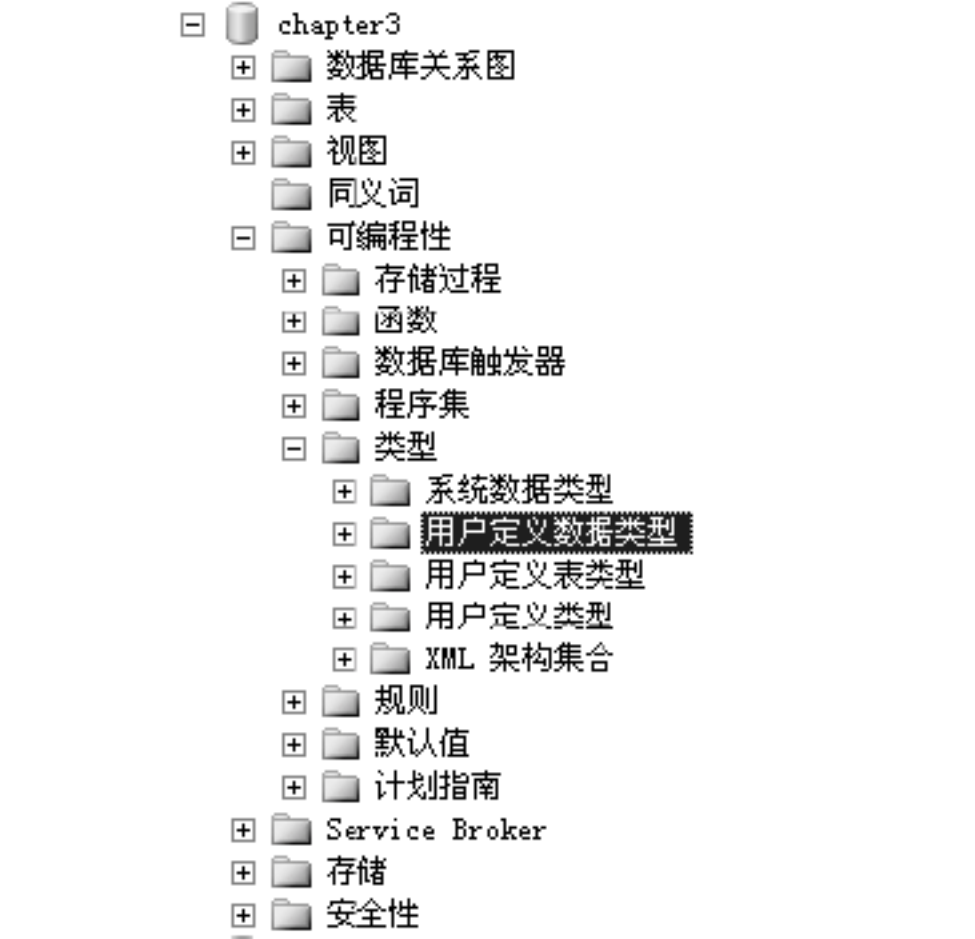 chapter3
数据库关系图
表
视图
同义词
可编程性
存储过程
函数
数据库触发器
程序集
类型
系统数据类型
用户定义数据类型
用户定义表类型
用户定义类型
XML 架构集合
规则
默认值
计划指南
Service Broker
存储
安全性